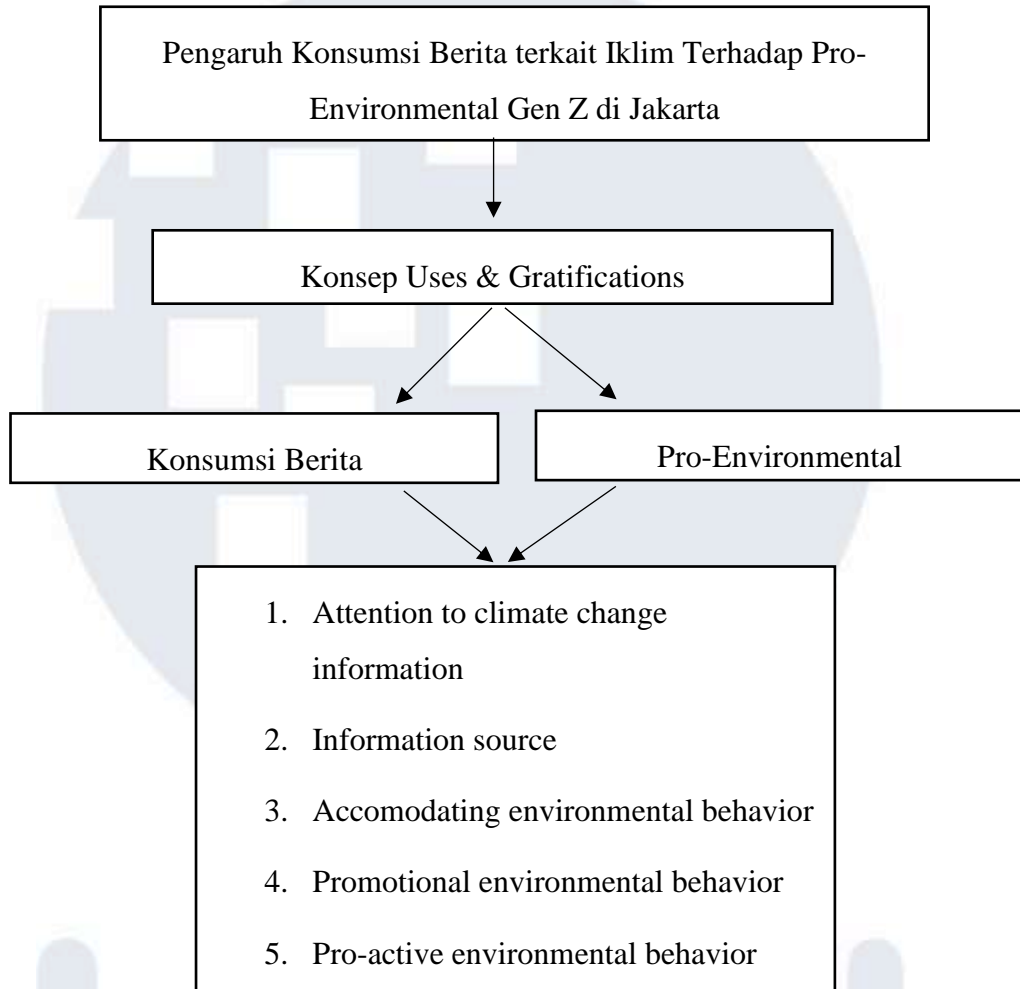 Pengaruh Konsumsi Berita terkait Iklim Terhadap Pro-
Environmental Gen Z di Jakarta
Konsep Uses & Gratifications
Konsumsi Berita
Pro-Environmental
1. Attention to climate change
information
2. Information source
3. Accomodating environmental behavior
4. Promotional environmental behavior
5. Pro-active environmental behavior